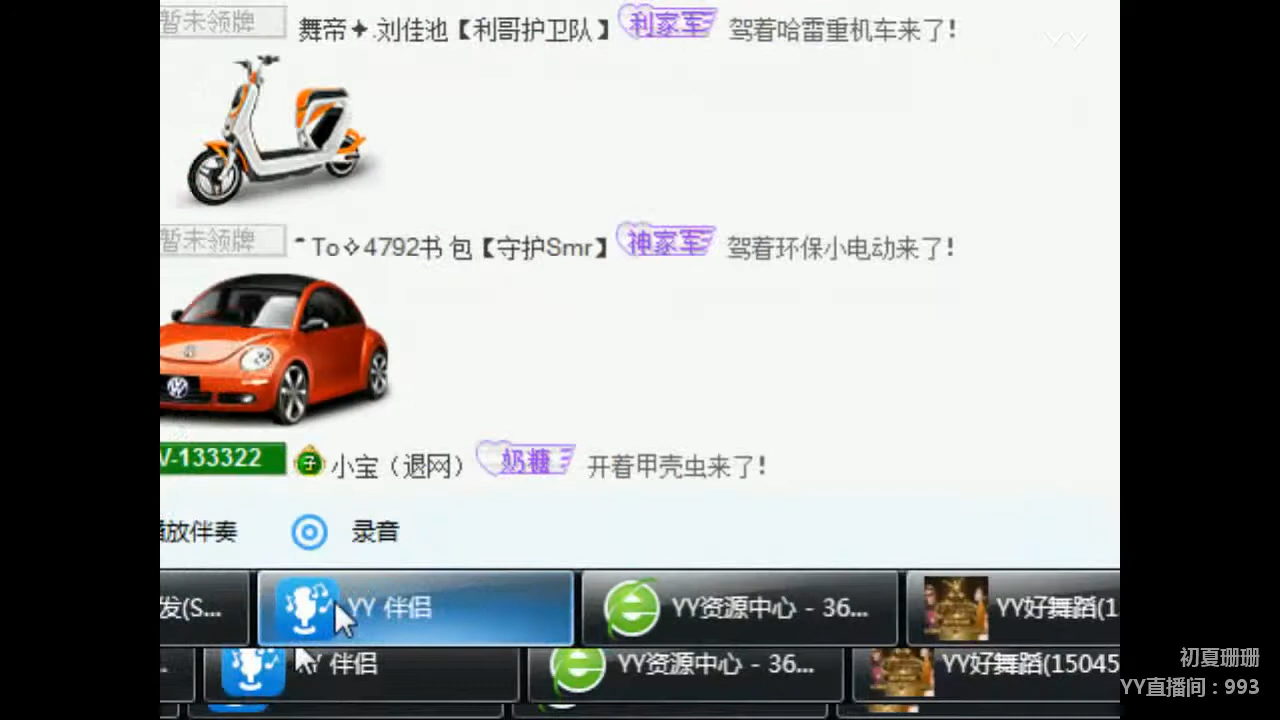 暂未领牌 舞帝✦.刘佳池【利哥护卫队】 利家军 驾着哈雷重机车来了!
暂未领牌 ˆTo✧4792书 包【守护Smr】 神家军 驾着环保小电动来了!
V-133322 子 小宝（退网） 奶糖 开着甲壳虫来了!
播放伴奏 录音
发(S... YY 伴侣 YY资源中心 - 36... YY好舞蹈(1
YY 伴侣 YY资源中心 - 36... YY好舞蹈(15045
初夏珊珊
YY直播间：993